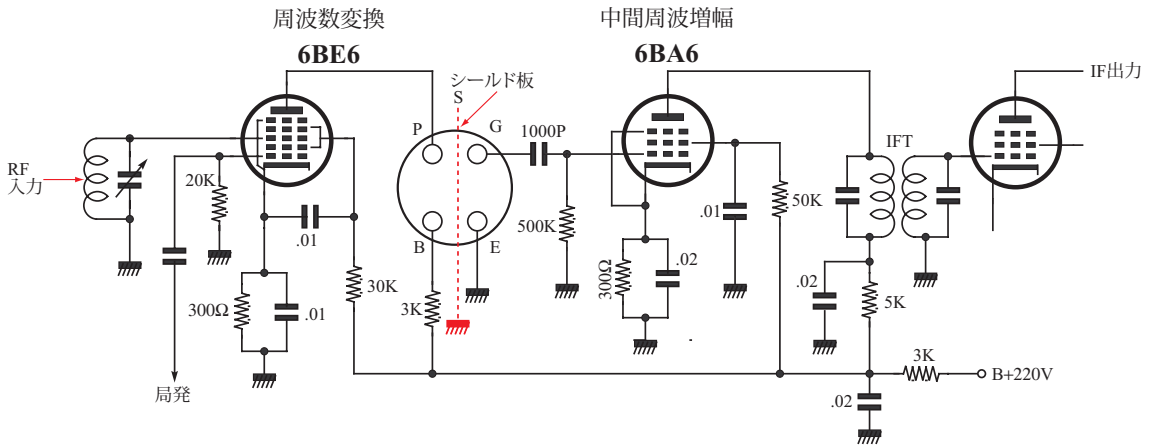 周波数変換
6BE6
中間周波増幅
6BA6
シールド板
S
P
G
B
E
1000P
IF出力
IFT
RF
入力
20K
.01
30K
300Ω
.01
局発
3K
500K
300Ω
.02
.01
50K
.02
5K
3K
B+220V
.02